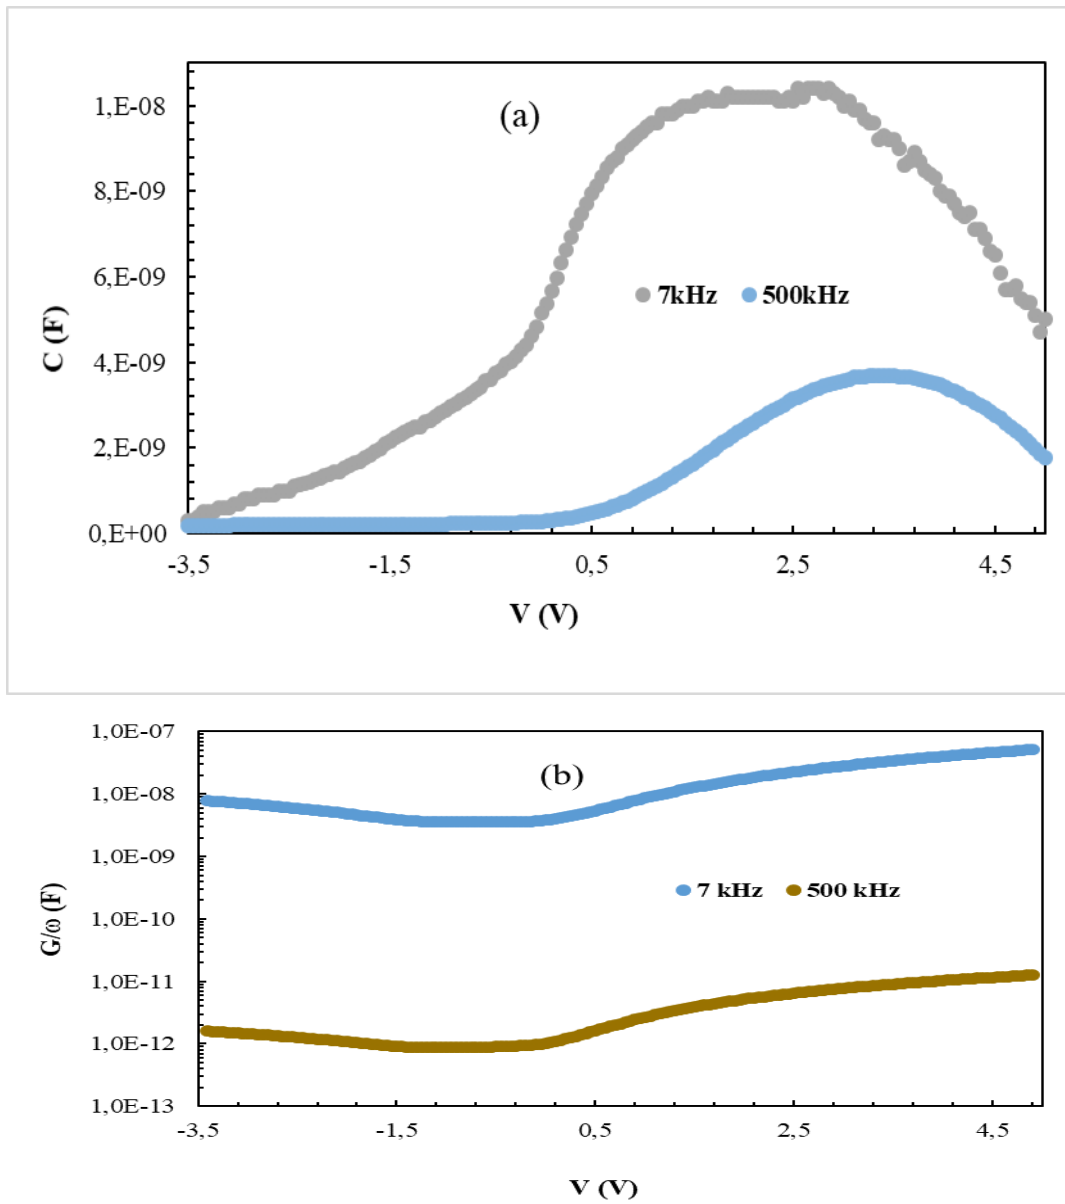 (a)
1,E-08
8,E-09
6,E-09
4,E-09
2,E-09
0,E+00
C (F)
7kHz 500kHz
-3,5 -1,5 0,5 2,5 4,5
V (V)
(b)
1,0E-07
1,0E-08
1,0E-09
1,0E-10
1,0E-11
1,0E-12
1,0E-13
G/ω (F)
7 kHz 500 kHz
-3,5 -1,5 0,5 2,5 4,5
V (V)